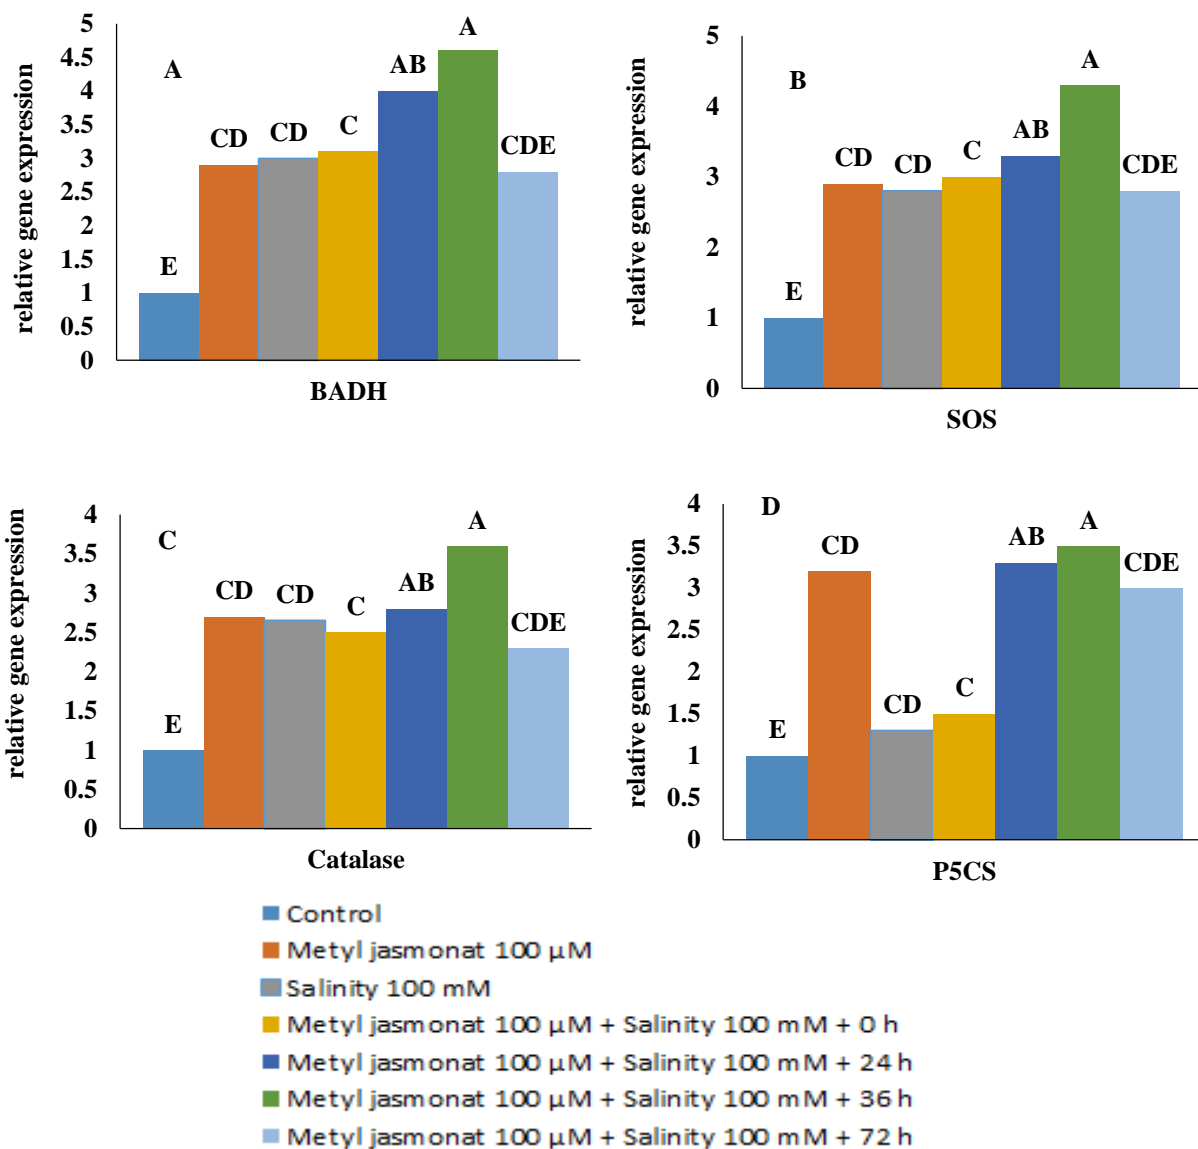 relative gene expression
5
4.5
4
3.5
3
2.5
2
1.5
1
0.5
0
A
E
CD
CD
C
AB
A
CDE
BADH
relative gene expression
5
4
3
2
1
0
B
E
CD
CD
C
AB
A
CDE
SOS
relative gene expression
4
3.5
3
2.5
2
1.5
1
0.5
0
C
E
CD
CD
C
AB
A
CDE
Catalase
relative gene expression
4
3.5
3
2.5
2
1.5
1
0.5
0
D
E
CD
CD
C
AB
A
CDE
P5CS
Control
Metyl jasmonat 100 µM
Salinity 100 mM
Metyl jasmonat 100 µM + Salinity 100 mM + 0 h
Metyl jasmonat 100 µM + Salinity 100 mM + 24 h
Metyl jasmonat 100 µM + Salinity 100 mM + 36 h
Metyl jasmonat 100 µM + Salinity 100 mM + 72 h